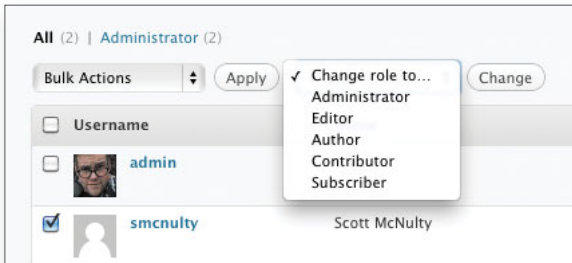 All (2) | Administrator (2)
Bulk Actions Apply ✓ Change role to... Change
Administrator
Editor
Author
Contributor
Subscriber
Username
admin
smcnulty Scott McNulty